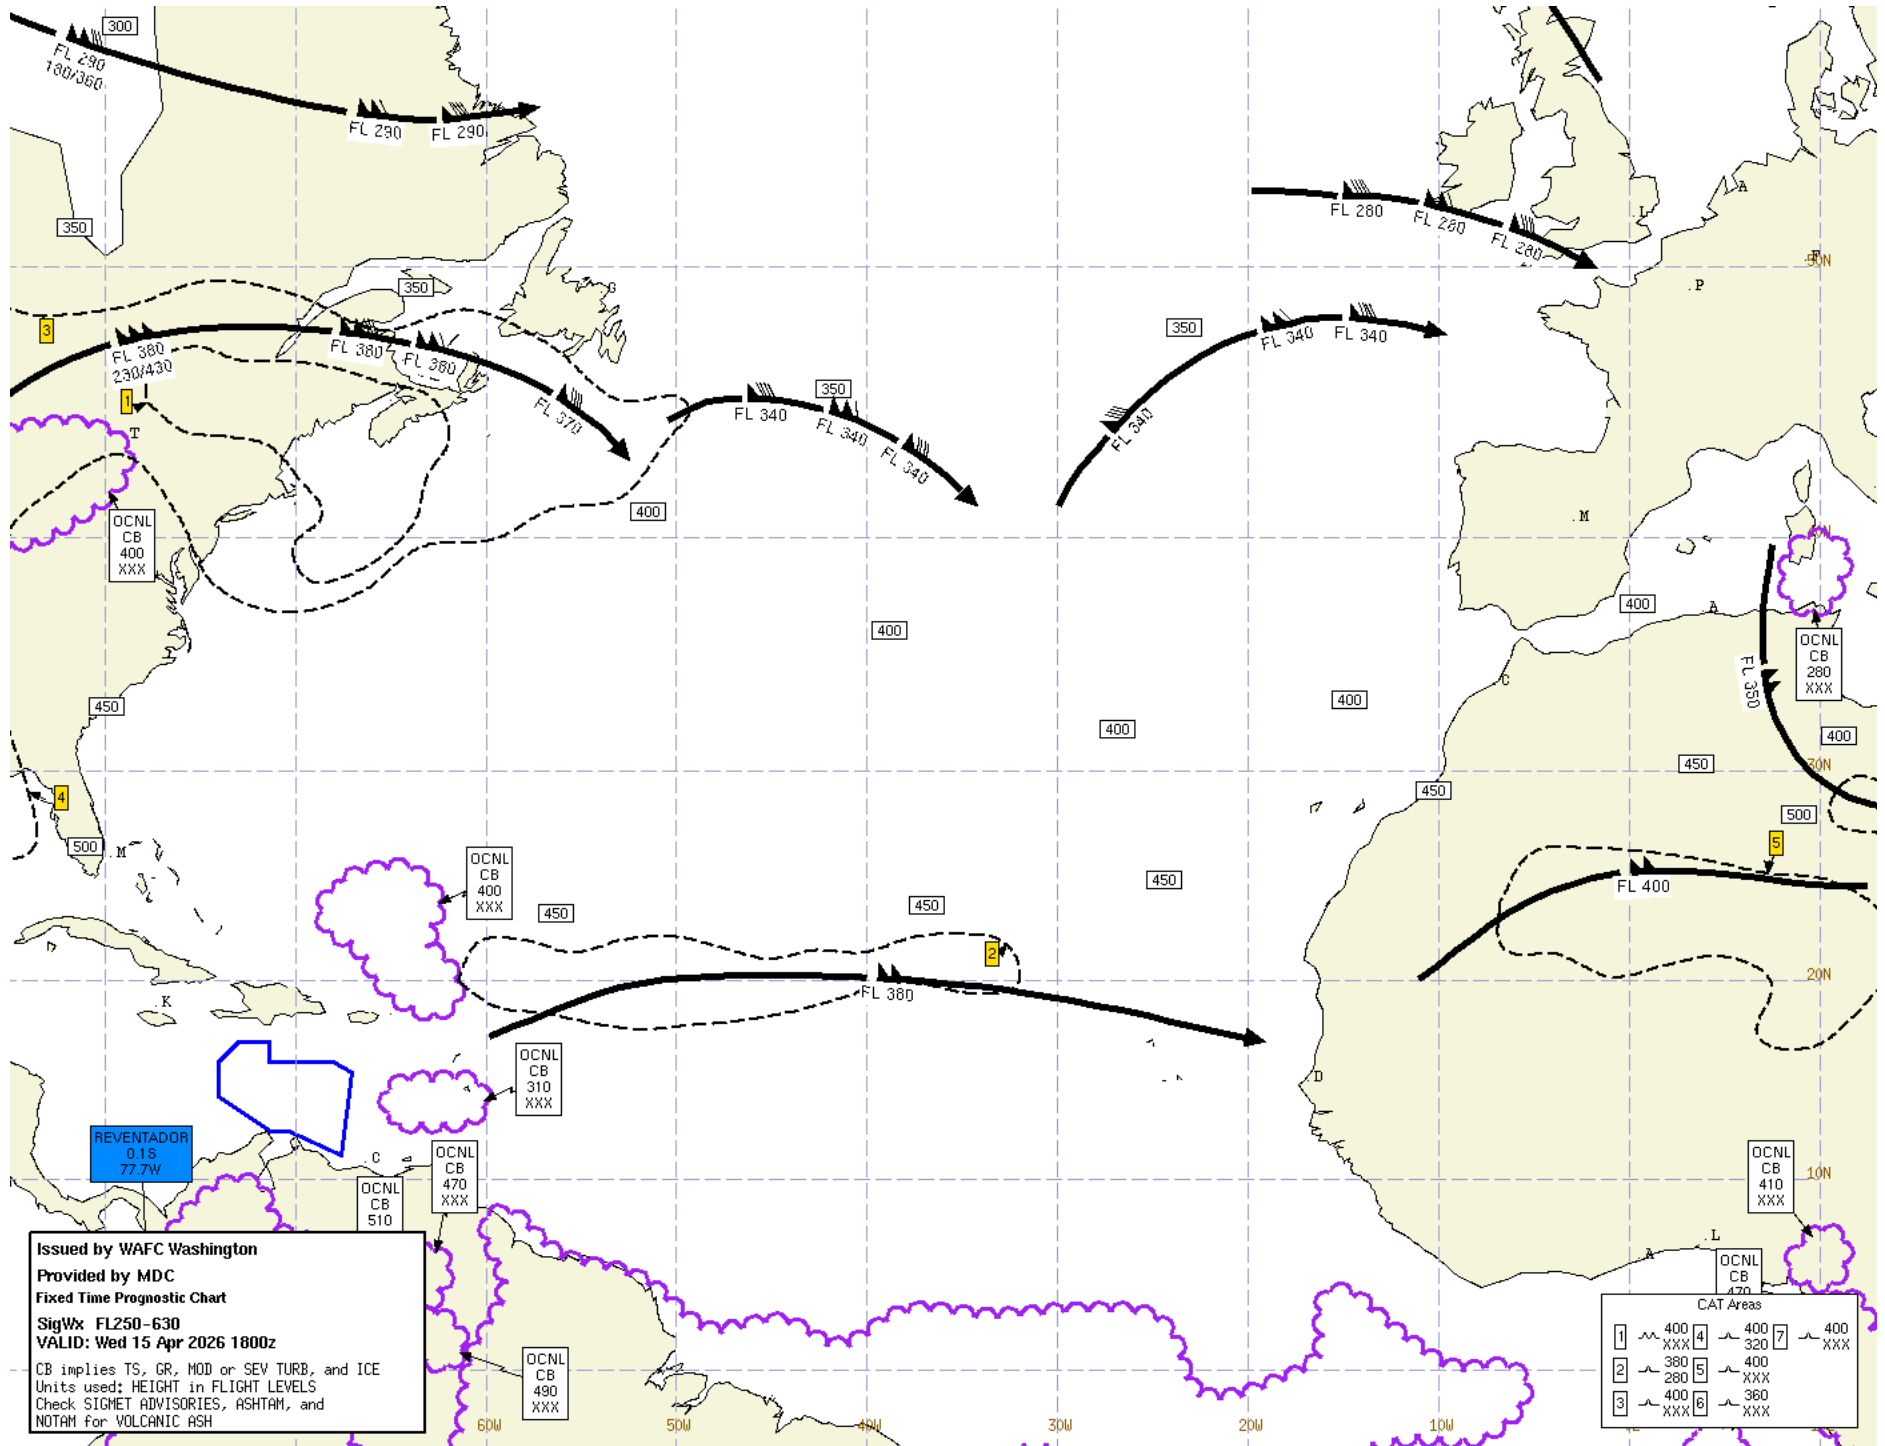 300
FL 290
180/360
FL 290
FL 290
350
FL 280
FL 280
FL 280
A
L
F
50N
P
G
350
3
FL 380
230/430
FL 380
FL 380
FL 370
1
T
350
FL 340
FL 340
FL 340
350
FL 340
FL 340
FL 340
400
OCNL
CB
400
XXX
M
40N
400
400
A
OCNL
CB
280
XXX
FL 350
C
450
400
400
400
450
30N
450
4
500
M
500
5
OCNL
CB
400
XXX
450
450
450
FL 400
2
FL 380
20N
K
OCNL
CB
310
XXX
D
REVENTADOR
0.1S
77.7W
C
OCNL
CB
470
XXX
OCNL
CB
510
OCNL
CB
410
XXX
10N
L
A
OCNL
CB
470
Issued by WAFC Washington
Provided by MDC
Fixed Time Prognostic Chart
SigWx FL250-630
VALID: Wed 15 Apr 2026 1800z
CB implies TS, GR, MOD or SEV TURB, and ICE
Units used: HEIGHT in FLIGHT LEVELS
Check SIGMET ADVISORIES, ASHTAM, and
NOTAM for VOLCANIC ASH
OCNL
CB
490
XXX
CAT Areas
1 400 XXX 4 400 320 7 400 XXX
2 380 280 5 400 XXX
3 400 XXX 6 360 XXX
60W 50W 40W 30W 20W 10W